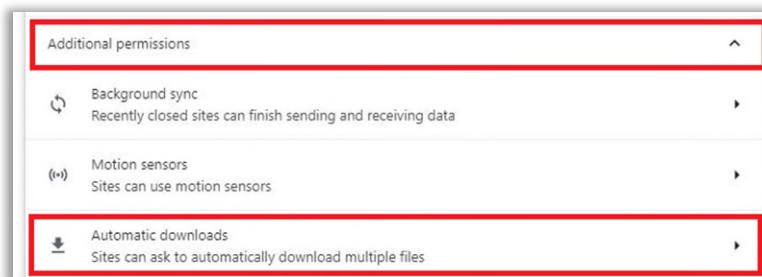 Additional permissions
Background sync
Recently closed sites can finish sending and receiving data
Motion sensors
Sites can use motion sensors
Automatic downloads
Sites can ask to automatically download multiple files